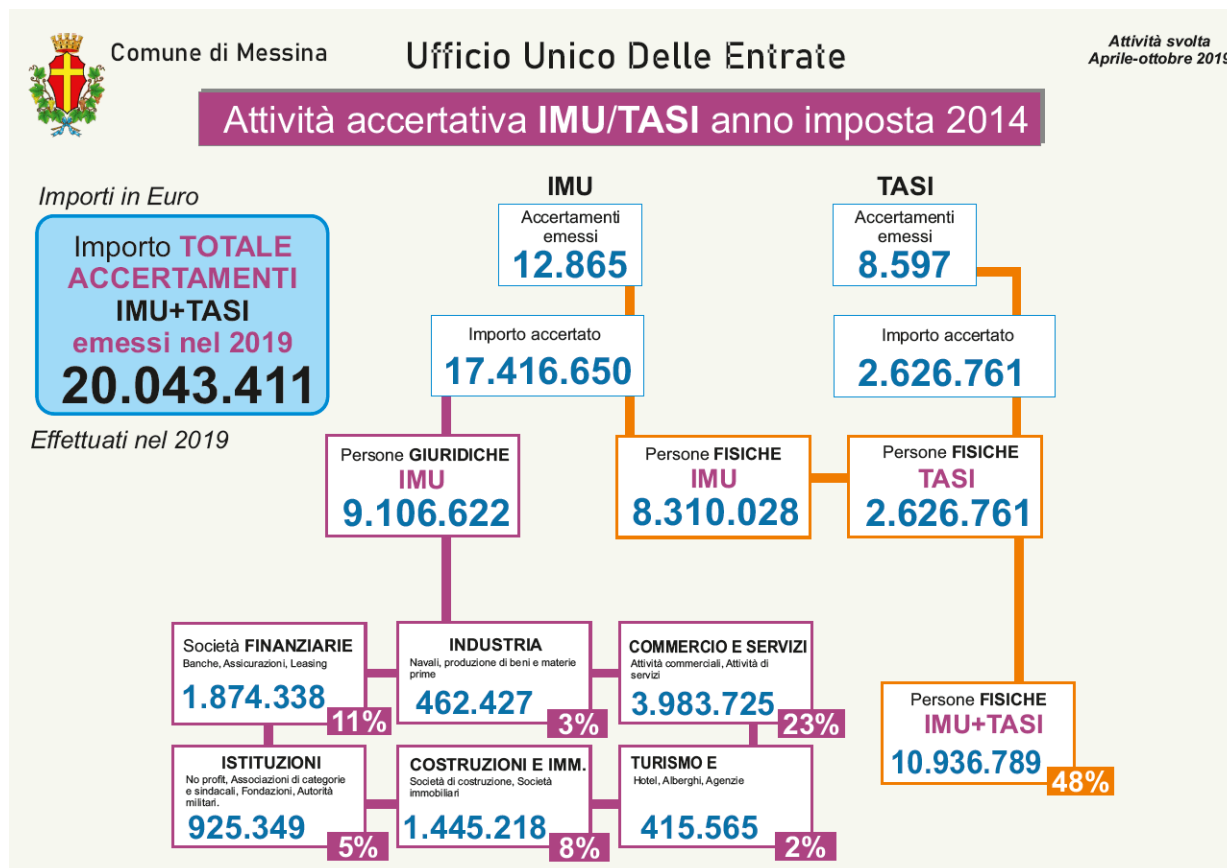 Comune di Messina
Ufficio Unico Delle Entrate
Attività svolta
Aprile-ottobre 2019
Attività accertativa IMU/TASI anno imposta 2014
Importi in Euro
Importo TOTALE
ACCERTAMENTI
IMU+TASI
emessi nel 2019
20.043.411
Effettuati nel 2019
IMU
Accertamenti
emessi
12.865
TASI
Accertamenti
emessi
8.597
Importo accertato
17.416.650
Importo accertato
2.626.761
Persone GIURIDICHE
IMU
9.106.622
Persone FISICHE
IMU
8.310.028
Persone FISICHE
TASI
2.626.761
Società FINANZIARIE
Banche, Assicurazioni, Leasing
1.874.338
11%
INDUSTRIA
Navali, produzione di beni e materie
prime
462.427
3%
COMMERCIO E SERVIZI
Attività commerciali, Attività di
servizi
3.983.725
23%
ISTITUZIONI
No profit, Associazioni di categorie
e sindacali, Fondazioni, Autorità
militari.
925.349
5%
COSTRUZIONI E IMM.
Società di costruzione, Società
immobiliari
1.445.218
8%
TURISMO E
Hotel, Alberghi, Agenzie
415.565
2%
Persone FISICHE
IMU+TASI
10.936.789
48%